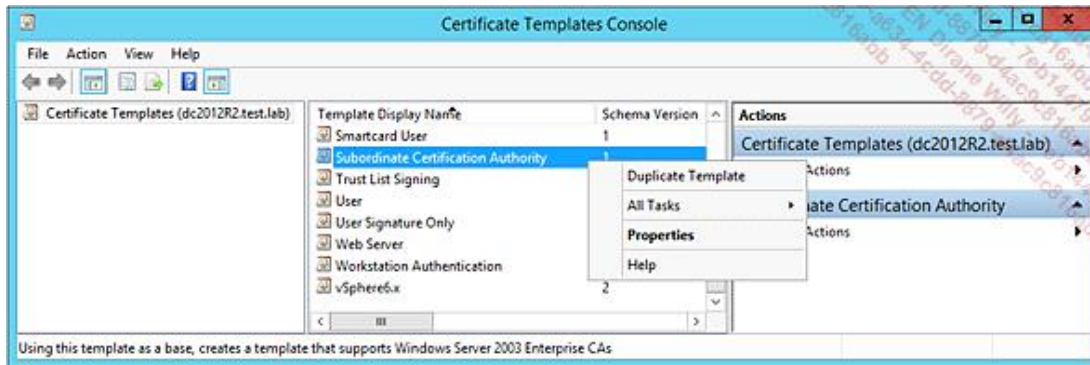 Certificate Templates Console
File Action View Help
Certificate Templates (dc2012R2.test.lab)
Template Display Name Schema Version
Smartcard User 1
Subordinate Certification Authority 1
Trust List Signing
User
User Signature Only
Web Server
Workstation Authentication
vSphere6.x 2
Duplicate Template
All Tasks
Properties
Help
Actions
Certificate Templates (dc2012R2.test.lab)
Actions
ate Certification Authority
Actions
Using this template as a base, creates a template that supports Windows Server 2003 Enterprise CAs